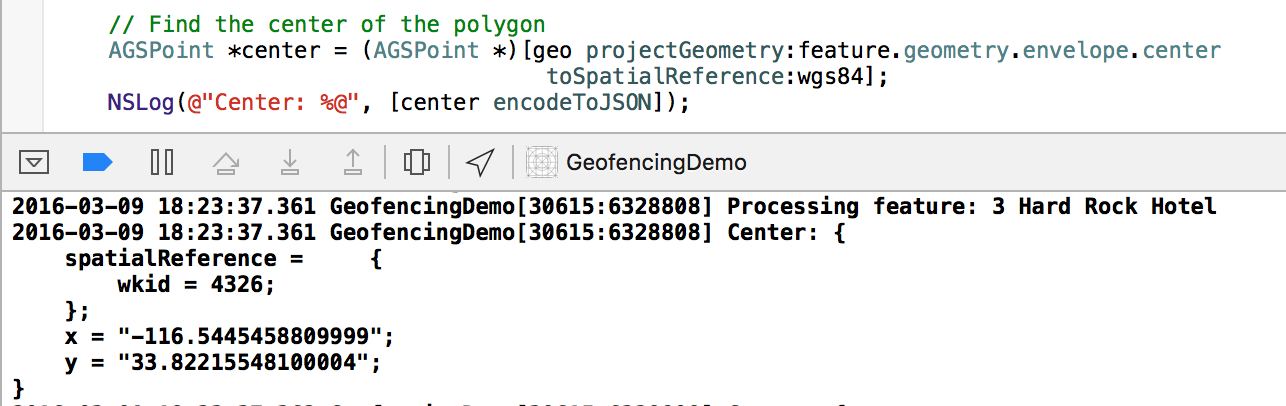 // Find the center of the polygon
AGSPoint *center = (AGSPoint *)[geo projectGeometry:feature.geometry.envelope.center
toSpatialReference:wgs84];
NSLog(@"Center: %@", [center encodeToJSON]);
GeofencingDemo
2016-03-09 18:23:37.361 GeofencingDemo[30615:6328808] Processing feature: 3 Hard Rock Hotel
2016-03-09 18:23:37.361 GeofencingDemo[30615:6328808] Center: {
spatialReference = {
wkid = 4326;
};
x = "-116.5445458809999";
y = "33.82215548100004";
}